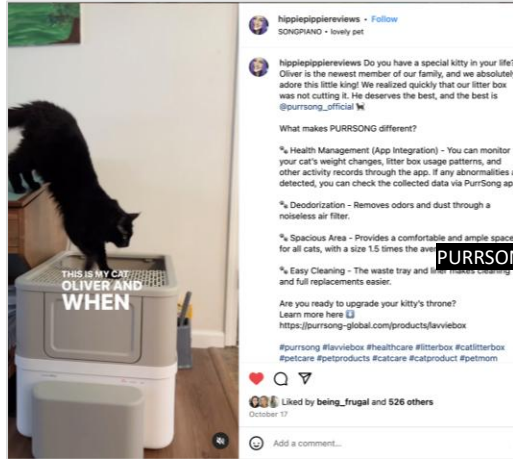 hippiepippiereviews • Follow
SONGPIANO • lovely pet
hippiepippiereviews Do you have a special kitty in your life?
Oliver is the newest member of our family, and we absolutely
adore this little king! We realized quickly that our litter box
was not cutting it. He deserves the best, and the best is
@purrsong_official 🐈‍⬛
What makes PURRSONG different?
🐾 Health Management (App Integration) - You can monitor
your cat's weight changes, litter box usage patterns, and
other activity records through the app. If any abnormalities a
detected, you can check the collected data via PurrSong ap
🐾 Deodorization - Removes odors and dust through a
noiseless air filter.
🐾 Spacious Area - Provides a comfortable and ample space
for all cats, with a size 1.5 times the ave
PURRSON
🐾 Easy Cleaning - The waste tray and liner makes cleaning
and full replacements easier.
Are you ready to upgrade your kitty's throne?
Learn more here ⬇️
https://purrsong-global.com/products/lavviebox
#purrsong #lavviebox #healthcare #litterbox #catlitterbox
#petcare #petproducts #catcare #catproduct #petmom
Liked by being_frugal and 526 others
October 17
Add a comment...
THIS IS MY CAT
OLIVER AND
WHEN